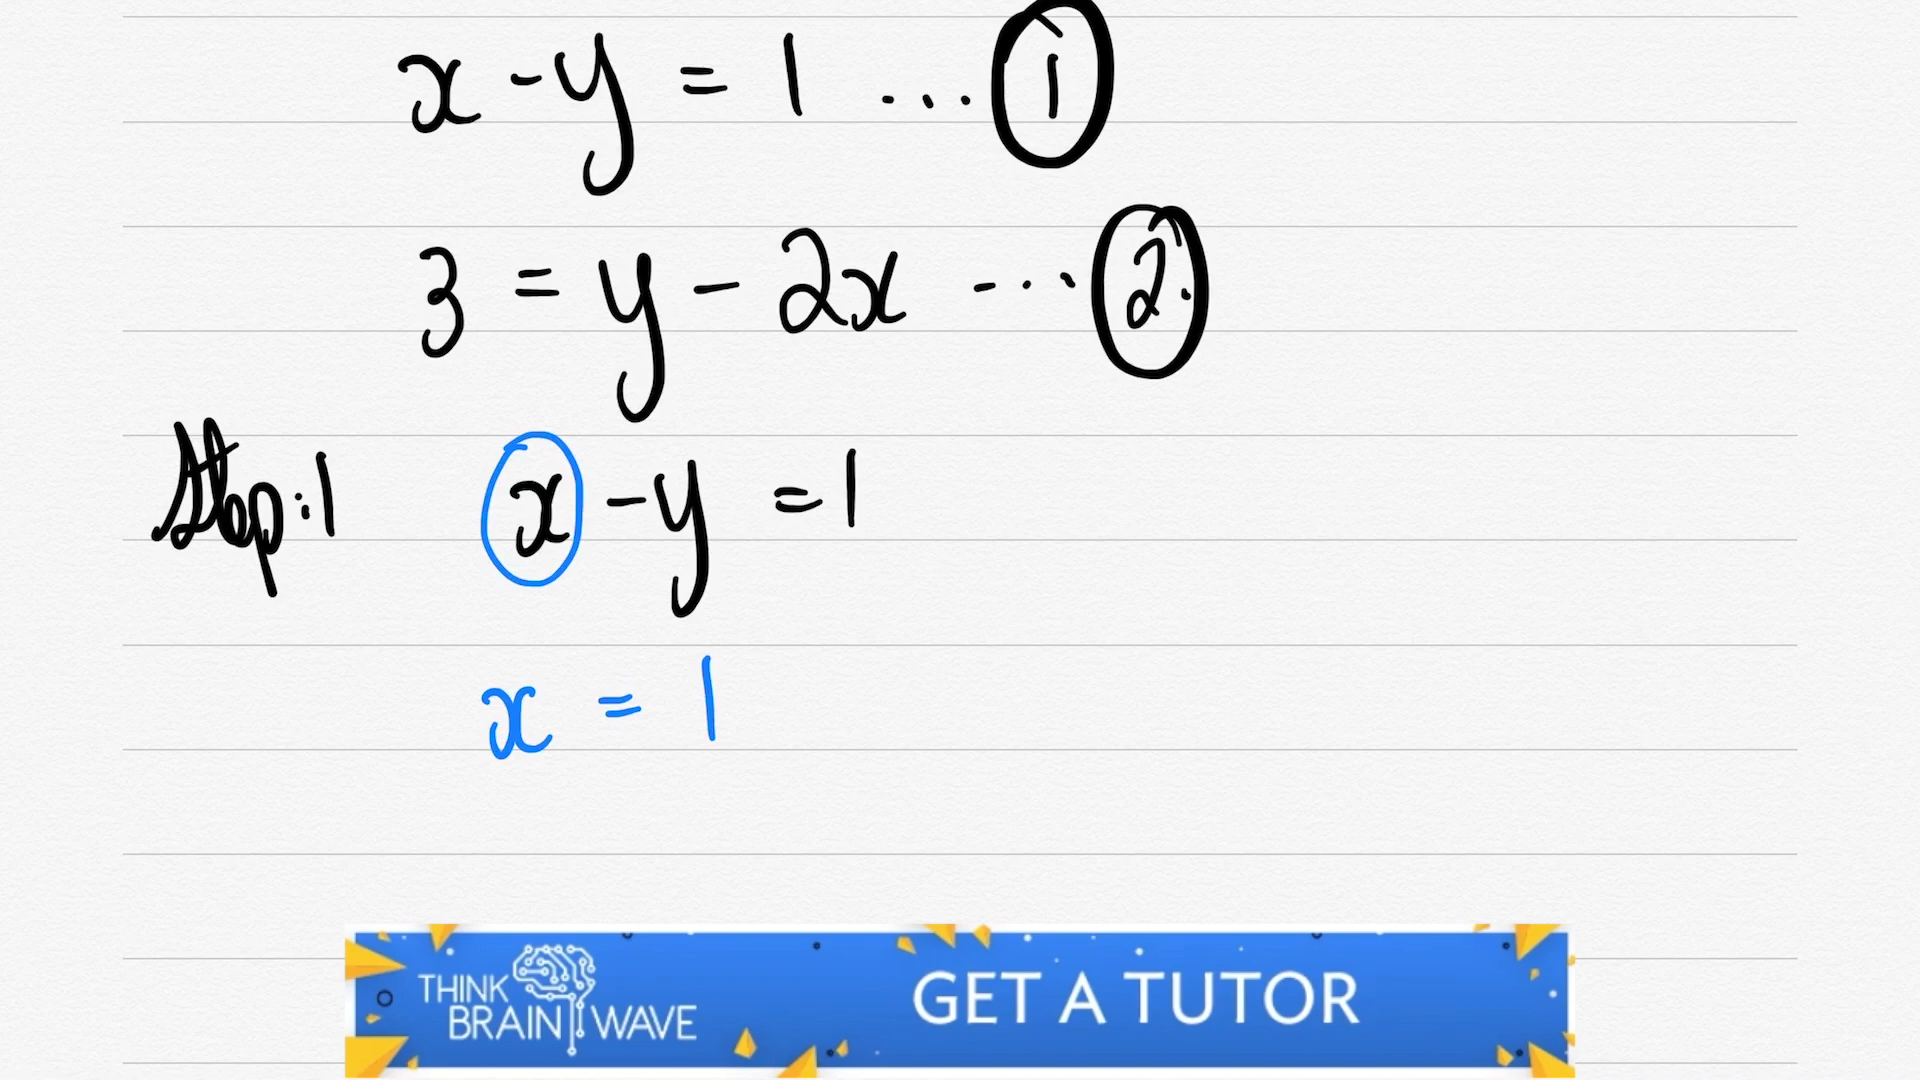 x - y = 1 ... 1
3 = y - 2x ... 2
Step:1 x - y = 1
x = 1
THINK BRAIN WAVE
GET A TUTOR